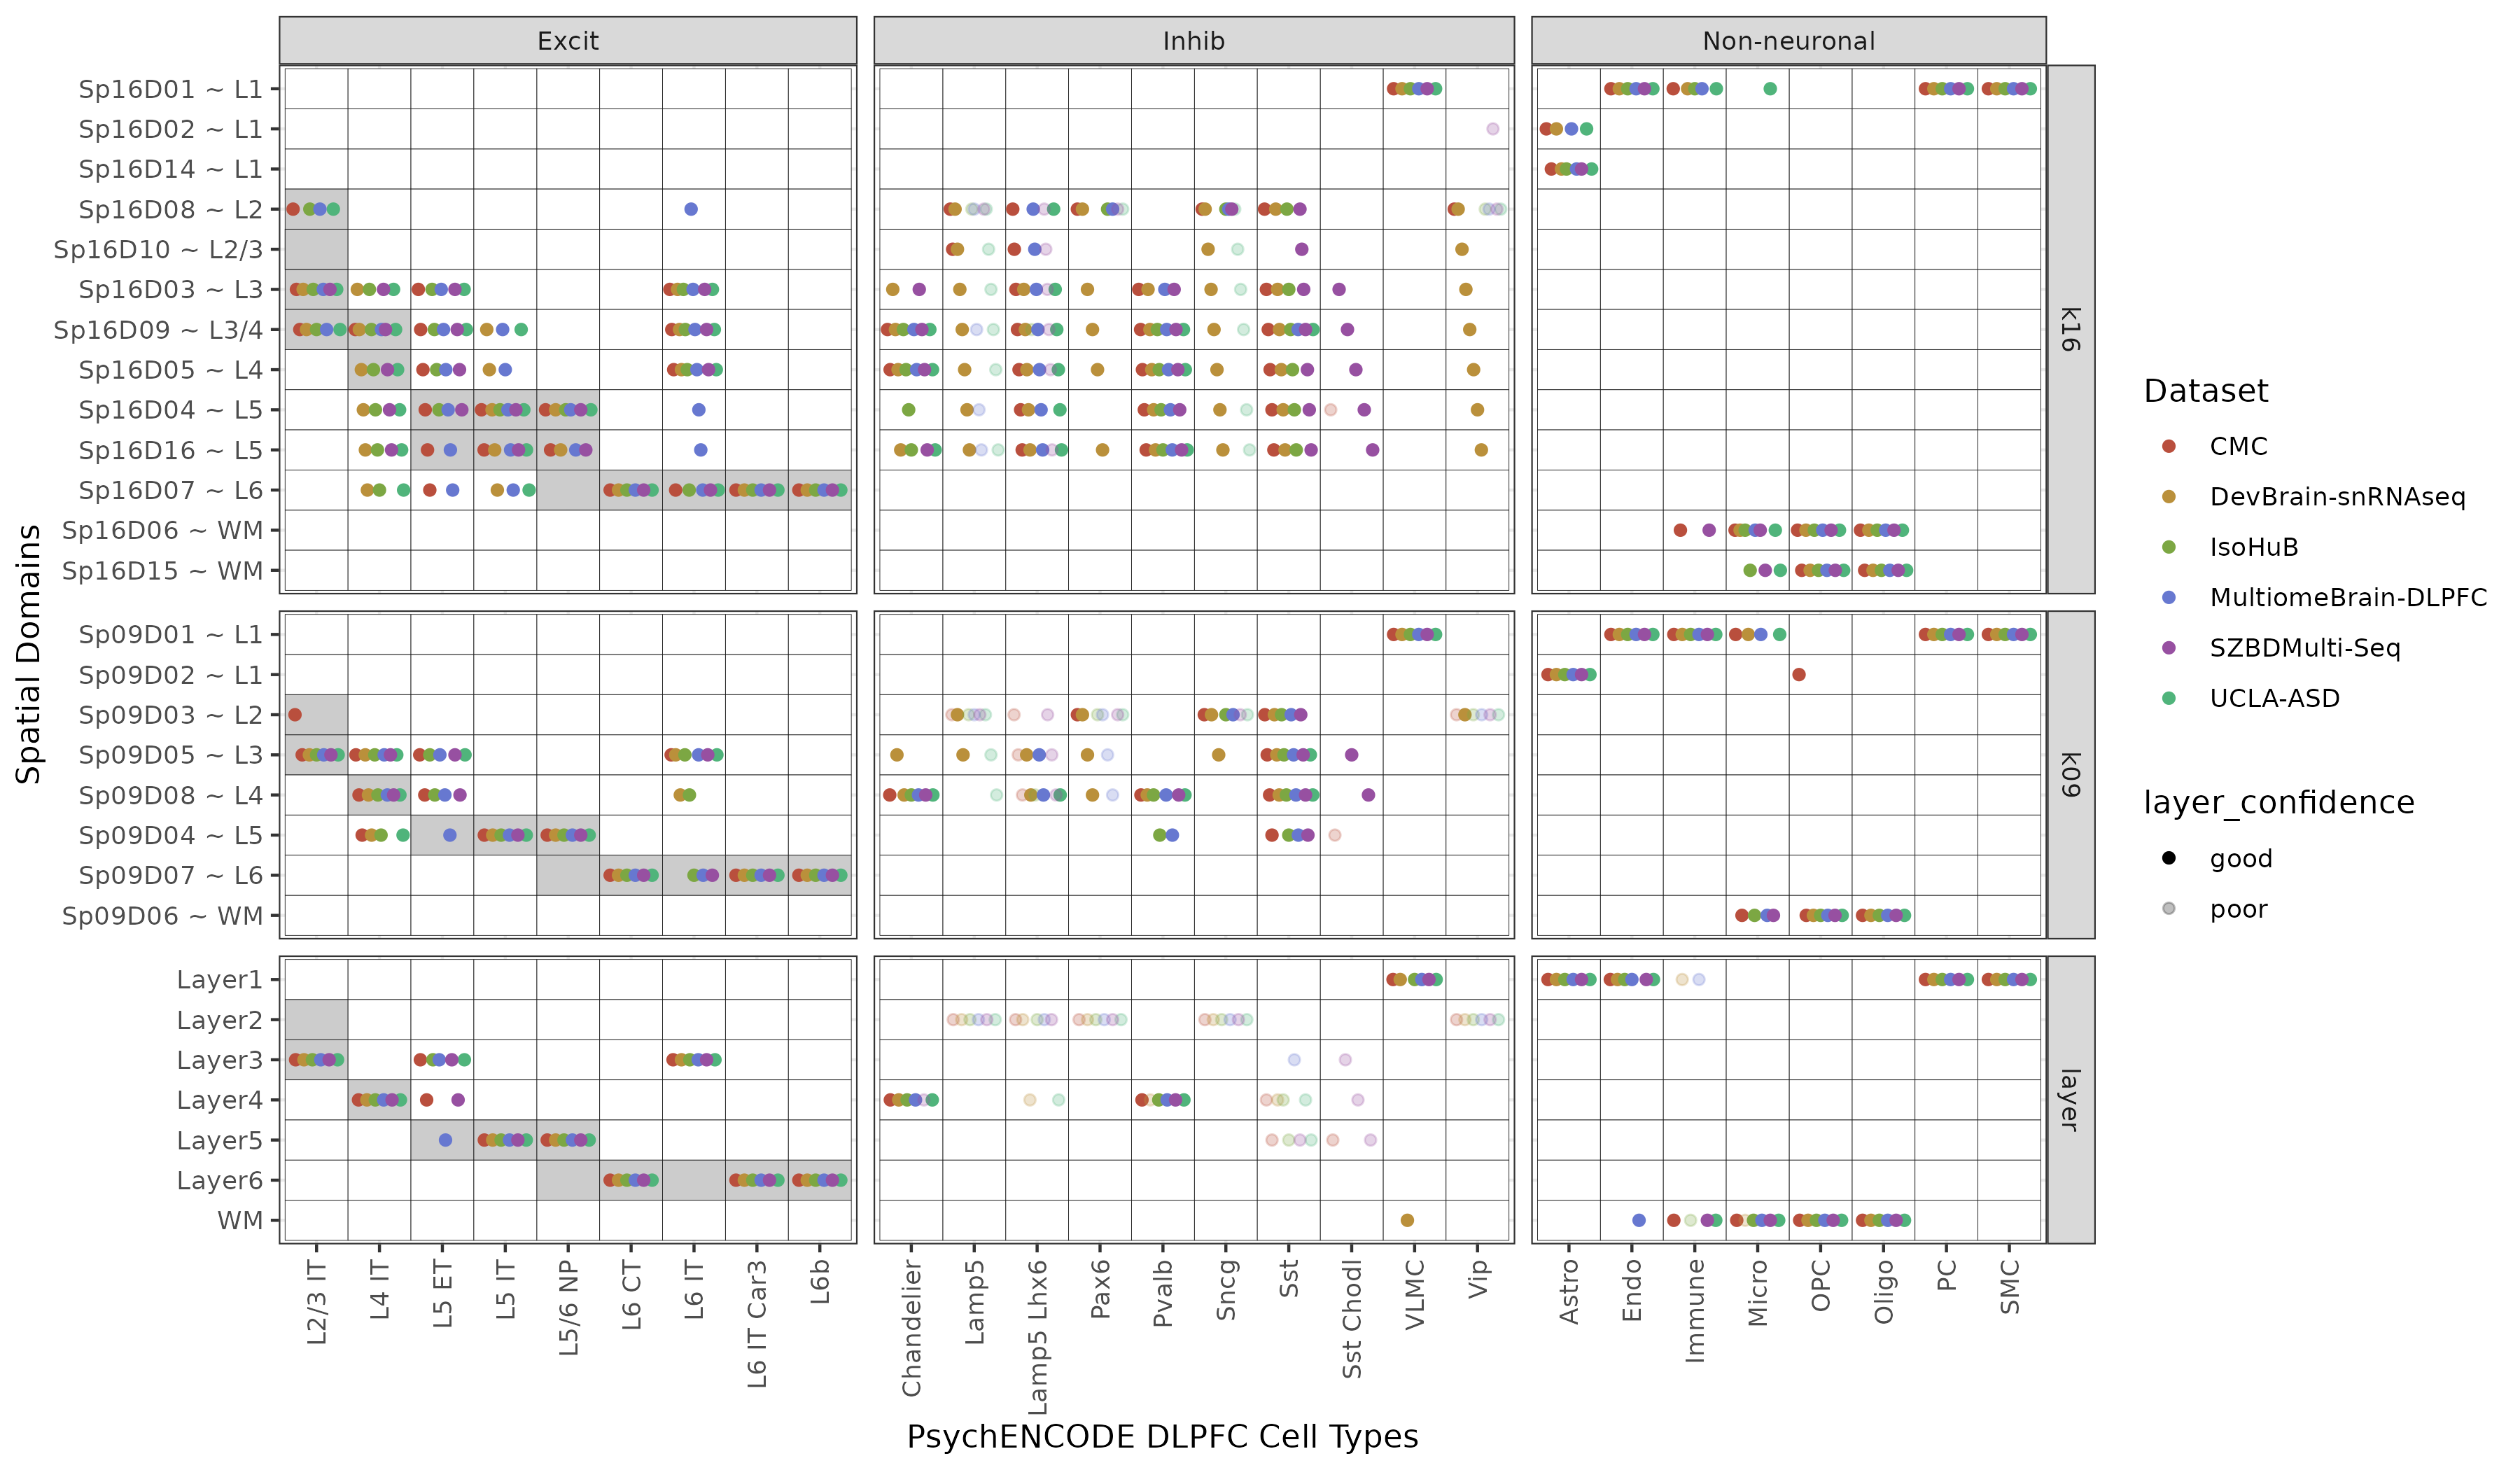 Excit
Inhib
Non-neuronal
Spatial Domains
Sp16D01 ~ L1
Sp16D02 ~ L1
Sp16D14 ~ L1
Sp16D08 ~ L2
Sp16D10 ~ L2/3
Sp16D03 ~ L3
Sp16D09 ~ L3/4
Sp16D05 ~ L4
Sp16D04 ~ L5
Sp16D16 ~ L5
Sp16D07 ~ L6
Sp16D06 ~ WM
Sp16D15 ~ WM
k16
Sp09D01 ~ L1
Sp09D02 ~ L1
Sp09D03 ~ L2
Sp09D05 ~ L3
Sp09D08 ~ L4
Sp09D04 ~ L5
Sp09D07 ~ L6
Sp09D06 ~ WM
k09
Layer1
Layer2
Layer3
Layer4
Layer5
Layer6
WM
layer
L2/3 IT
L4 IT
L5 ET
L5 IT
L5/6 NP
L6 CT
L6 IT
L6 IT Car3
L6b
Chandelier
Lamp5
Lamp5 Lhx6
Pax6
Pvalb
Sncg
Sst
Sst Chodl
VLMC
Vip
Astro
Endo
Immune
Micro
OPC
Oligo
PC
SMC
PsychENCODE DLPFC Cell Types
Dataset
CMC
DevBrain-snRNAseq
IsoHuB
MultiomeBrain-DLPFC
SZBDMulti-Seq
UCLA-ASD
layer_confidence
good
poor